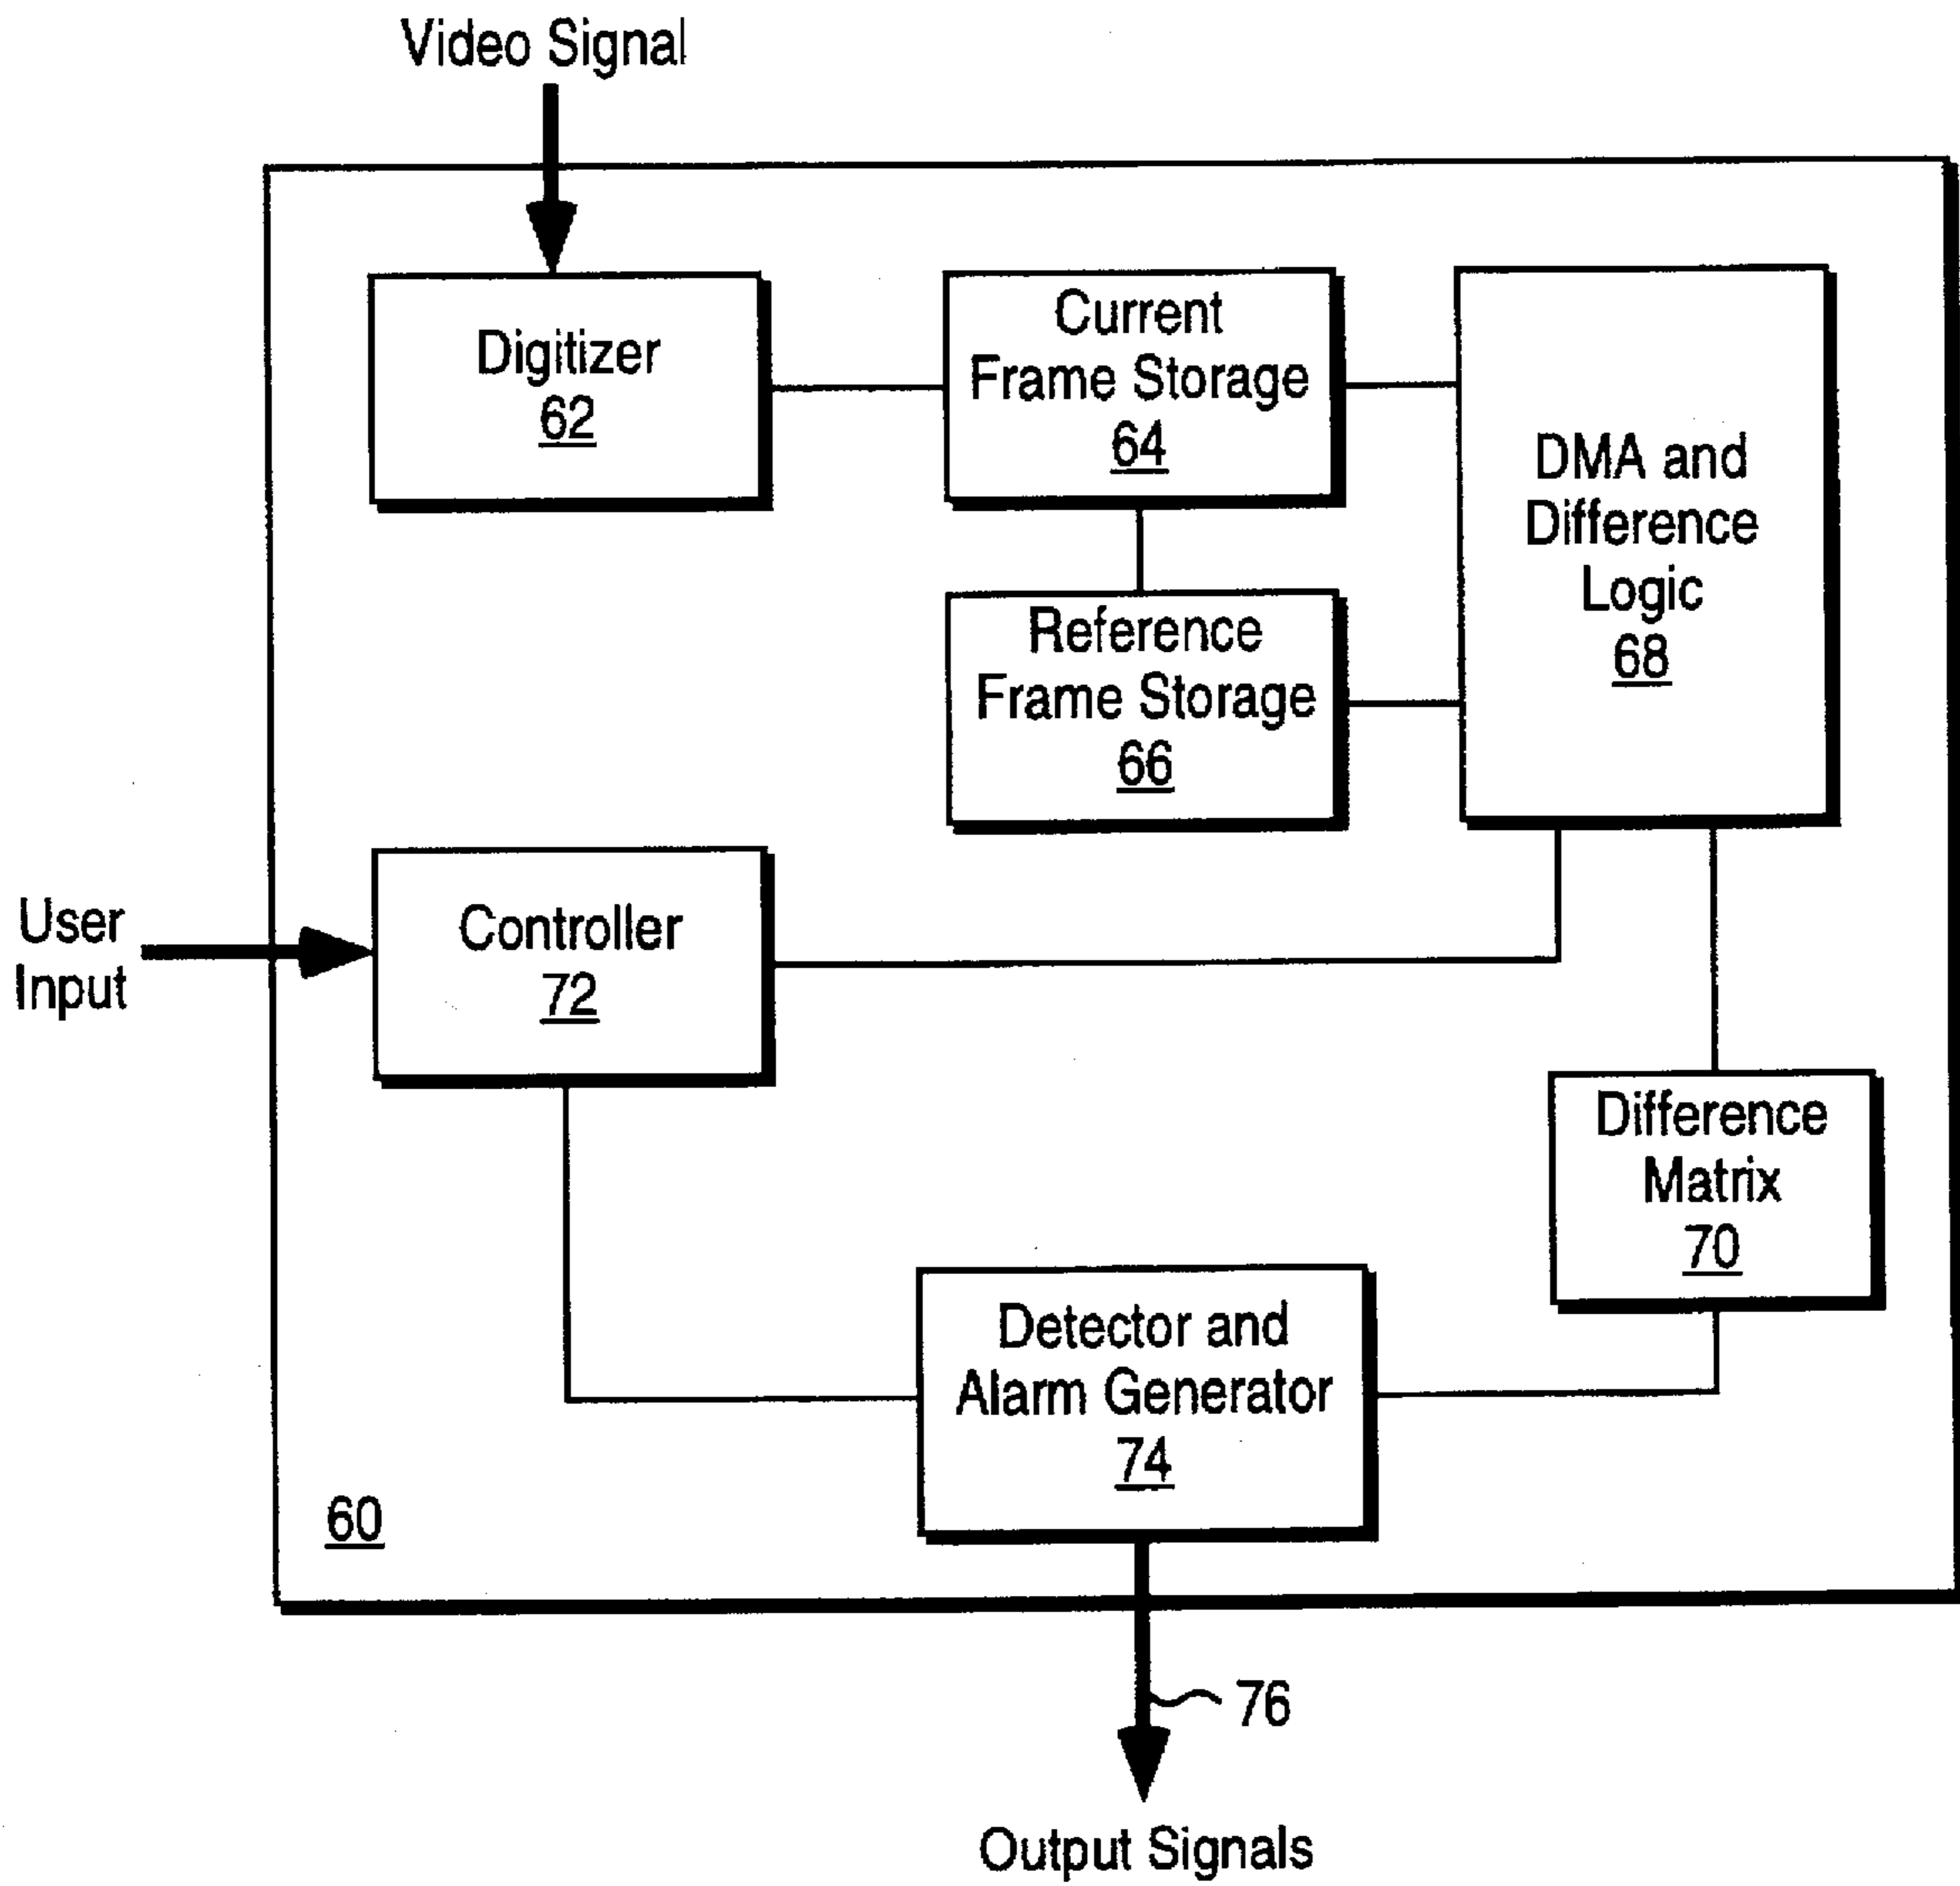 Video Signal
Digitizer
62
Current
Frame Storage
64
DMA and
Difference
Logic
68
Reference
Frame Storage
66
User
Input
Controller
72
Difference
Matrix
70
Detector and
Alarm Generator
74
60
76
Output Signals